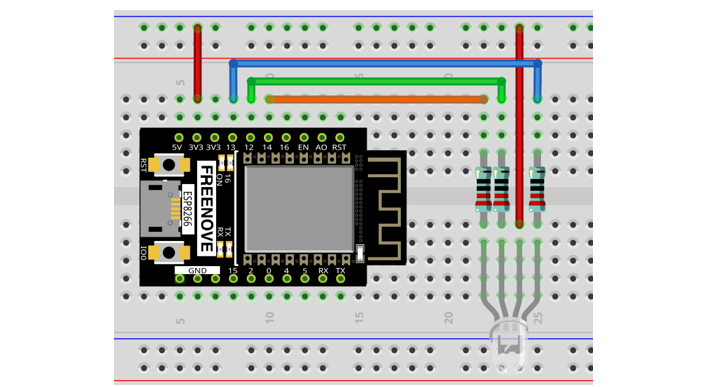 5
5V 3V3 3V3 13 12 14 16 EN AO RST
RST
ON 16
FREENOVE
ESP8266
RX TX
IO0
GND 15 2 0 4 5 RX TX
5 10 15 20 25